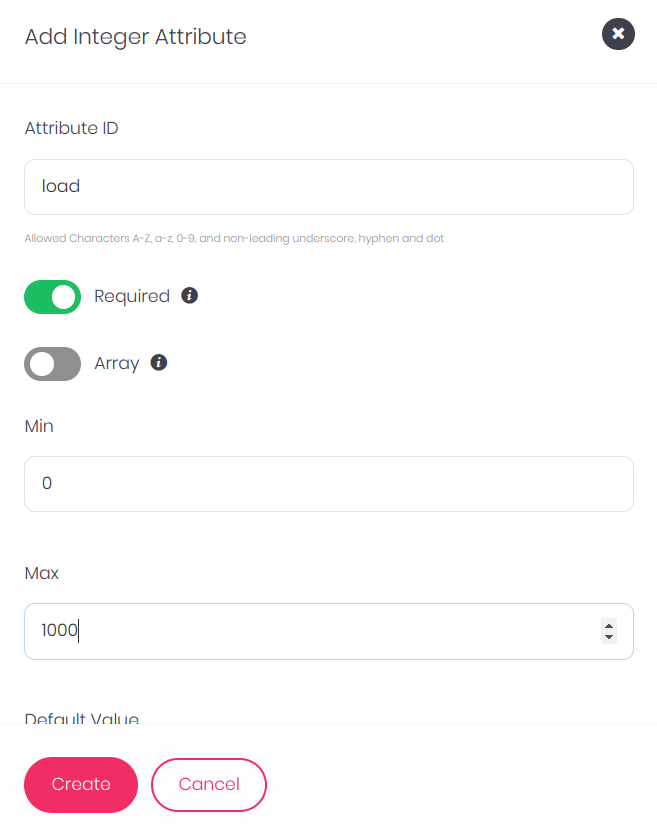 Add Integer Attribute
Attribute ID
load
Allowed Characters A-Z, a-z, 0-9, and non-leading underscore, hyphen and dot
Required
Array
Min
0
Max
1000
Default Value
Create Cancel